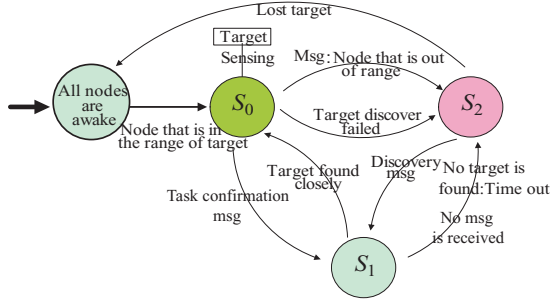 Lost target
Target
Sensing
Msg:Node that is out
of range
All nodes
are
awake
S0
S2
Target discover
failed
Node that is in
the range of target
Discovery
msg
Target found
closely
No target is
found:Time out
Task confirmation
msg
No msg
is received
S1